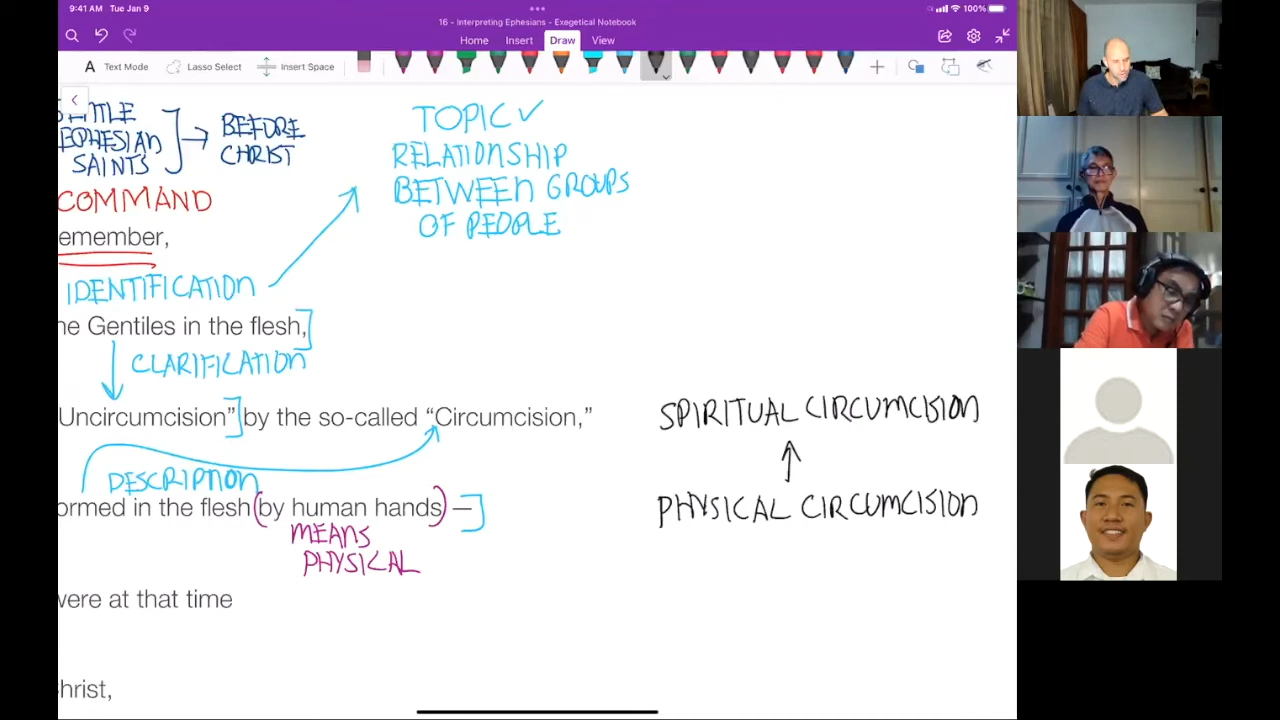 9:41 AM Tue Jan 9
100%
16 - Interpreting Ephesians - Exegetical Notebook
Home Insert Draw View
A Text Mode Lasso Select Insert Space
EPHESIAN
SAINTS
BEFORE
CHRIST
TOPIC ✓
RELATIONSHIP
BETWEEN GROUPS
OF PEOPLE
COMMAND
emember,
IDENTIFICATION
he Gentiles in the flesh,]
CLARIFICATION
Uncircumcision”] by the so-called “Circumcision,”
SPIRITUAL CIRCUMCISION
DESCRIPTION
ormed in the flesh (by human hands) —]
PHYSICAL CIRCUMCISION
MEANS
PHYSICAL
were at that time
hrist,